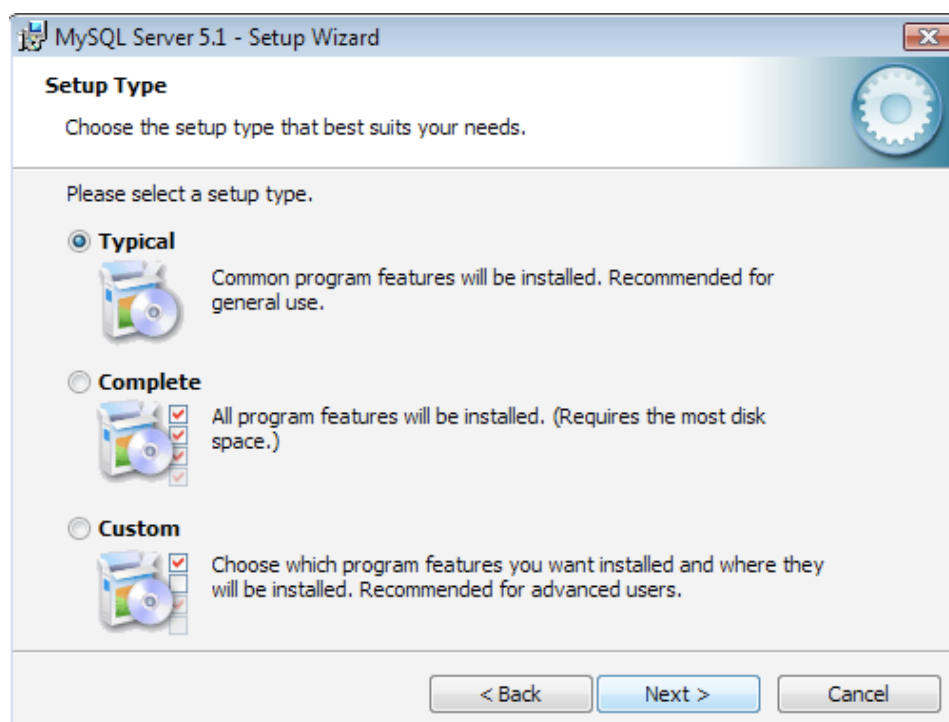 MySQL Server 5.1 - Setup Wizard
Setup Type
Choose the setup type that best suits your needs.
Please select a setup type.
Typical
Common program features will be installed. Recommended for
general use.
Complete
All program features will be installed. (Requires the most disk
space.)
Custom
Choose which program features you want installed and where they
will be installed. Recommended for advanced users.
< Back
Next >
Cancel